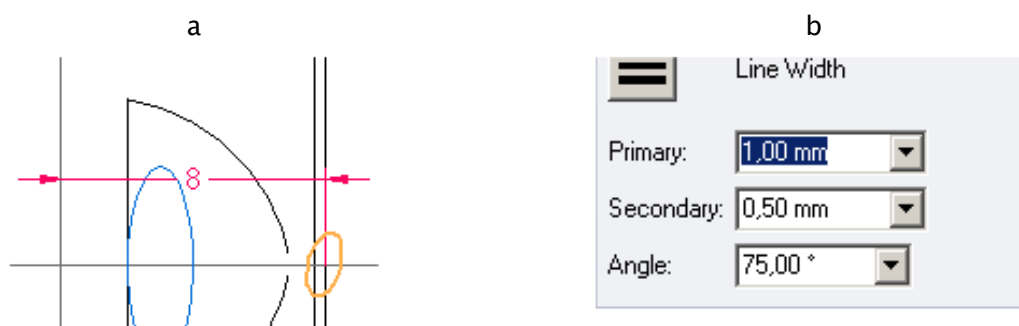 a
b
8
Line Width
Primary: 1,00 mm
Secondary: 0,50 mm
Angle: 75,00 °